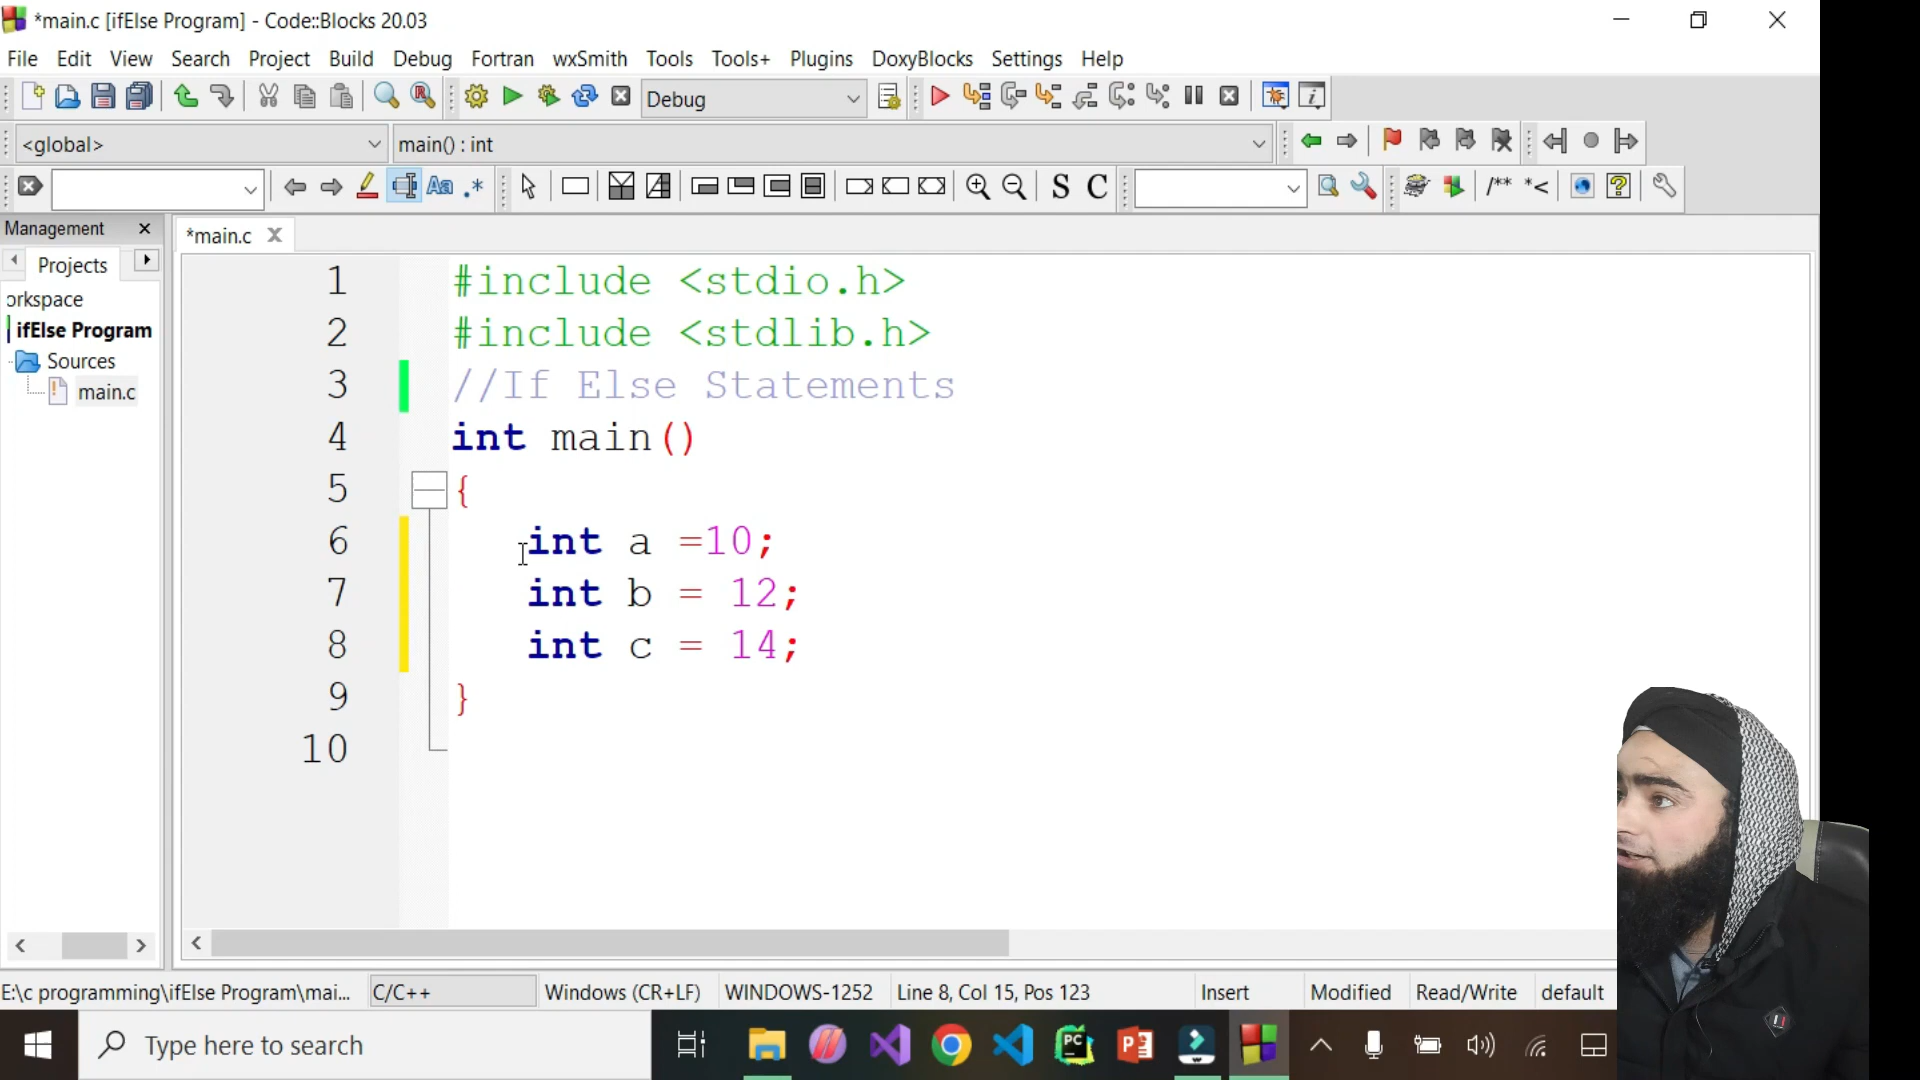 *main.c [ifElse Program] - Code::Blocks 20.03
File Edit View Search Project Build Debug Fortran wxSmith Tools Tools+ Plugins DoxyBlocks Settings Help
Debug
<global> main() : int
Aa .* S C /** *<
Management
*main.c
Projects
orkspace
ifElse Program
Sources
main.c
1 #include <stdio.h>
2 #include <stdlib.h>
3 //If Else Statements
4 int main()
5 {
6 int a =10;
7 int b = 12;
8 int c = 14;
9 }
10
E:\c programming\ifElse Program\mai... C/C++ Windows (CR+LF) WINDOWS-1252 Line 8, Col 15, Pos 123 Insert Modified Read/Write default
Type here to search